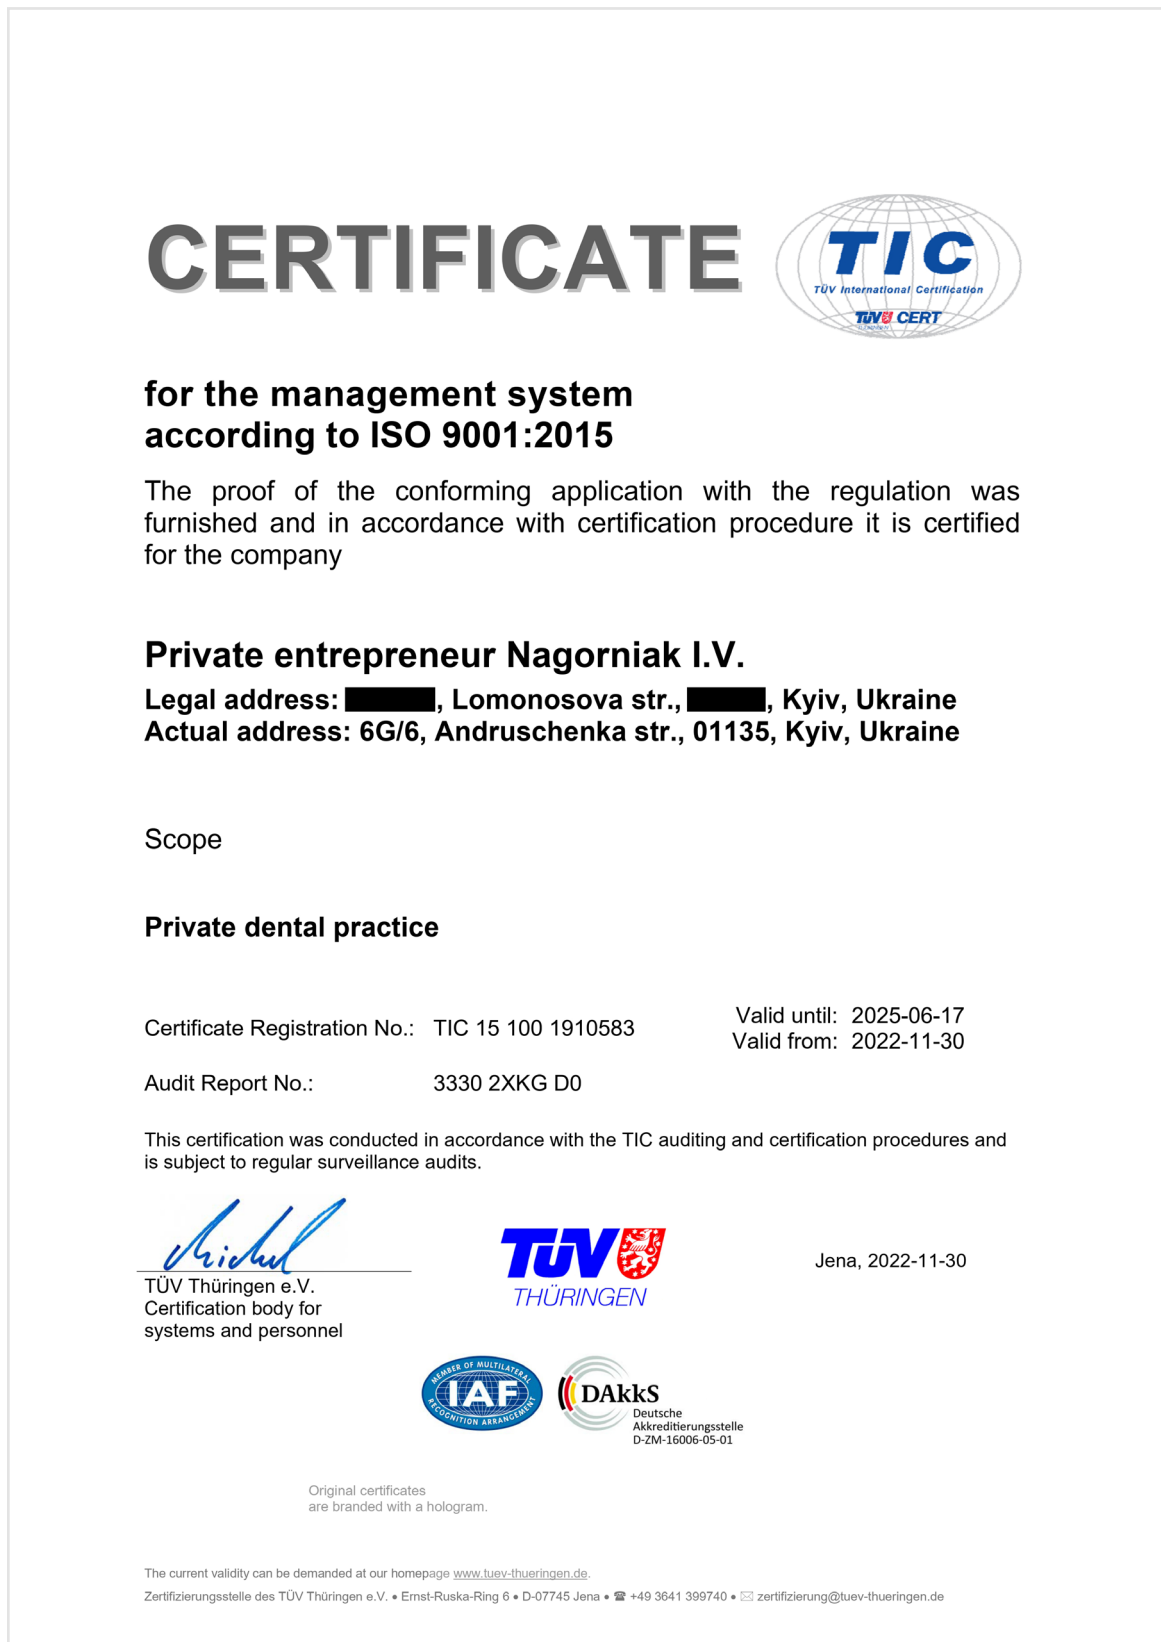 CERTIFICATE
TIC
TÜV International Certification
TÜV CERT
for the management system
according to ISO 9001:2015
The proof of the conforming application with the regulation was
furnished and in accordance with certification procedure it is certified
for the company
Private entrepreneur Nagorniak I.V.
Legal address: , Lomonosova str., , Kyiv, Ukraine
Actual address: 6G/6, Andruschenka str., 01135, Kyiv, Ukraine
Scope
Private dental practice
Certificate Registration No.: TIC 15 100 1910583
Valid until: 2025-06-17
Valid from: 2022-11-30
Audit Report No.: 3330 2XKG D0
This certification was conducted in accordance with the TIC auditing and certification procedures and
is subject to regular surveillance audits.
TÜV Thüringen e.V.
Certification body for
systems and personnel
TÜV
THÜRINGEN
Jena, 2022-11-30
MEMBER OF MULTILATERAL
IAF
RECOGNITION ARRANGEMENT
DAkkS
Deutsche
Akkreditierungsstelle
D-ZM-16006-05-01
Original certificates
are branded with a hologram.
The current validity can be demanded at our homepage www.tuev-thueringen.de.
Zertifizierungsstelle des TÜV Thüringen e.V. • Ernst-Ruska-Ring 6 • D-07745 Jena • ☎ +49 3641 399740 • ✉ zertifizierung@tuev-thueringen.de